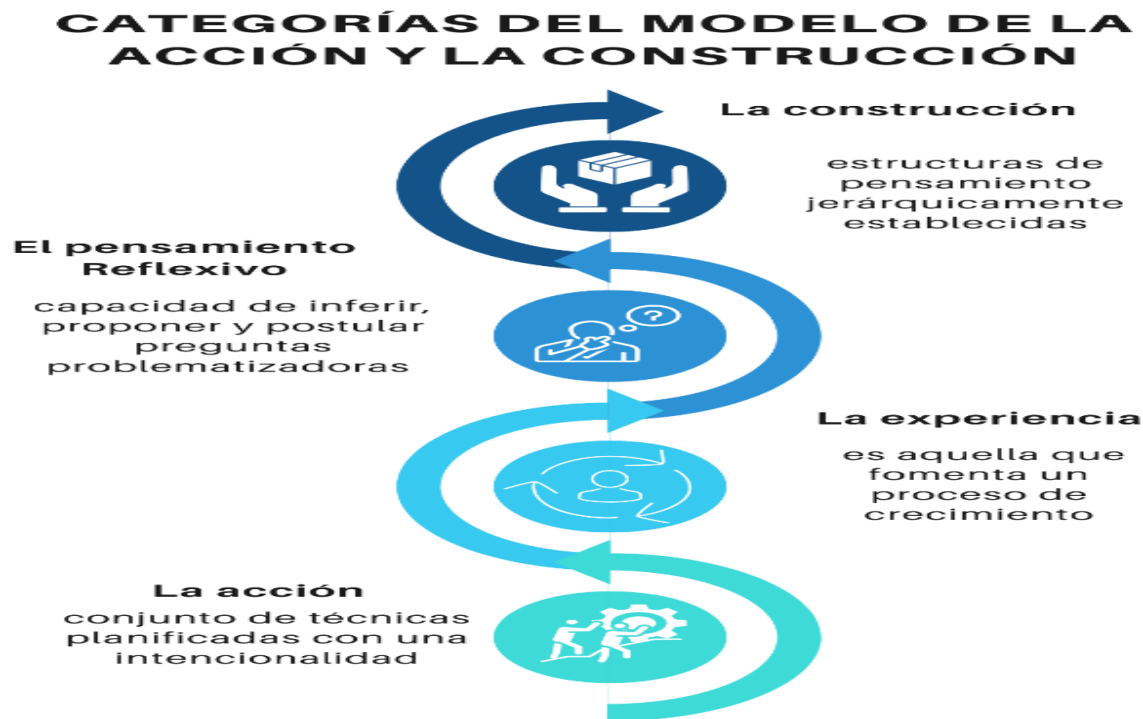 CATEGORÍAS DEL MODELO DE LA
ACCIÓN Y LA CONSTRUCCIÓN
La construcción
estructuras de
pensamiento
jerárquicamente
establecidas
El pensamiento
Reflexivo
capacidad de inferir,
proponer y postular
preguntas
problematizadoras
La experiencia
es aquella que
fomenta un
proceso de
crecimiento
La acción
conjunto de técnicas
planificadas con una
intencionalidad